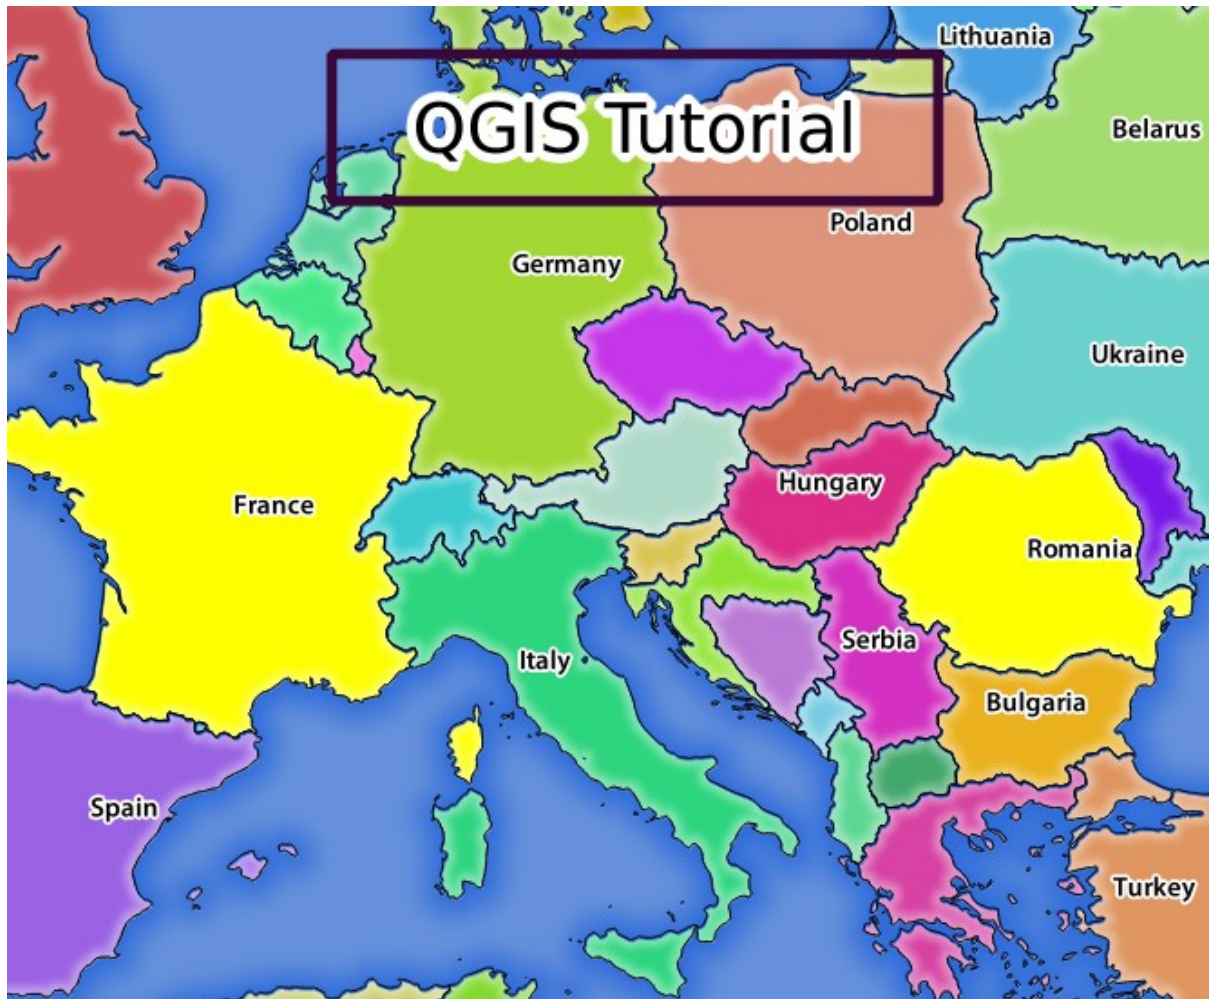 Lithuania
QGIS Tutorial
Belarus
Poland
Germany
Ukraine
Hungary
France
Romania
Serbia
Italy
Bulgaria
Spain
Turkey